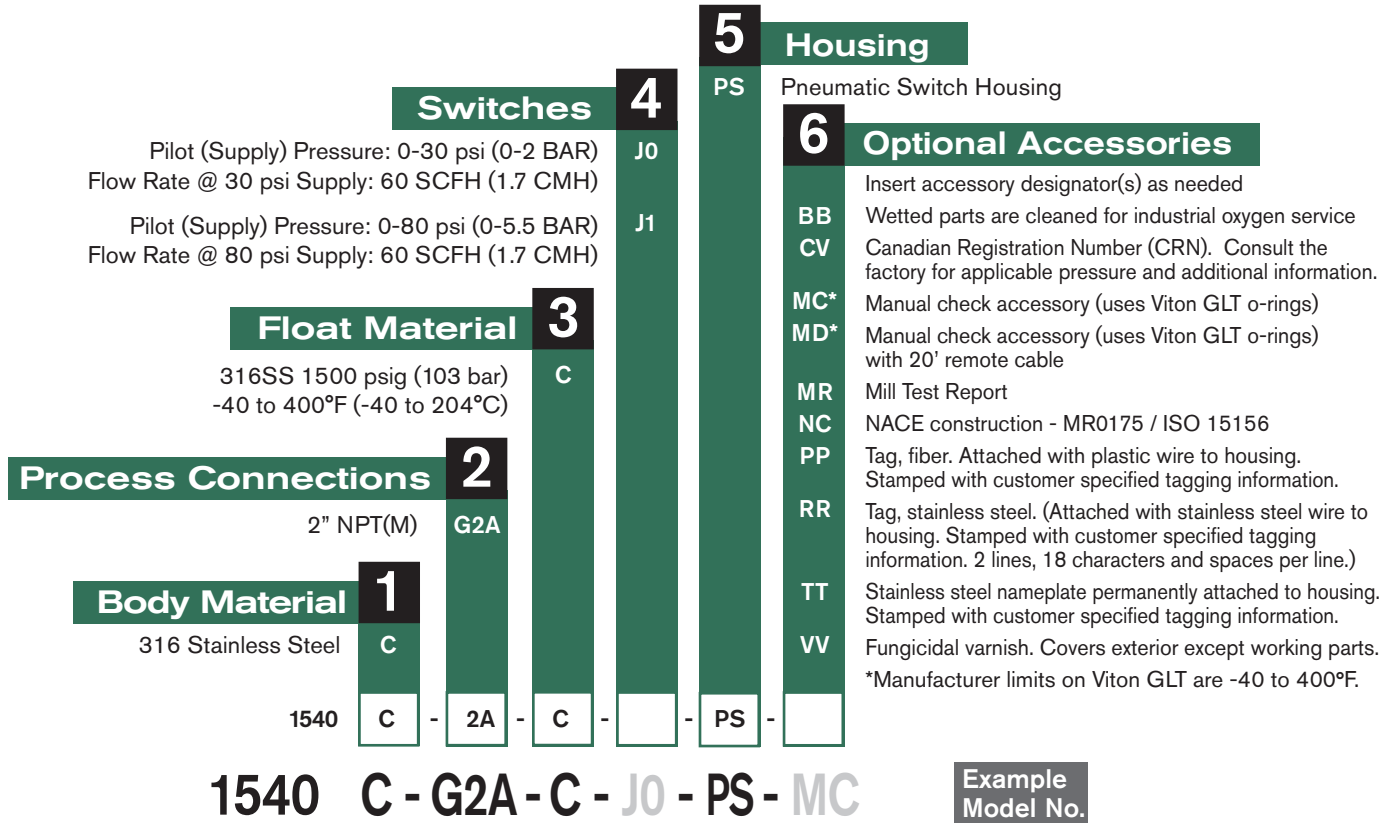 5 Housing
PS Pneumatic Switch Housing
4 Switches
Pilot (Supply) Pressure: 0-30 psi (0-2 BAR) J0
Flow Rate @ 30 psi Supply: 60 SCFH (1.7 CMH)
Pilot (Supply) Pressure: 0-80 psi (0-5.5 BAR) J1
Flow Rate @ 80 psi Supply: 60 SCFH (1.7 CMH)
6 Optional Accessories
Insert accessory designator(s) as needed
BB Wetted parts are cleaned for industrial oxygen service
CV Canadian Registration Number (CRN). Consult the
factory for applicable pressure and additional information.
MC* Manual check accessory (uses Viton GLT o-rings)
MD* Manual check accessory (uses Viton GLT o-rings)
with 20' remote cable
MR Mill Test Report
NC NACE construction - MR0175 / ISO 15156
PP Tag, fiber. Attached with plastic wire to housing.
Stamped with customer specified tagging information.
RR Tag, stainless steel. (Attached with stainless steel wire to
housing. Stamped with customer specified tagging
information. 2 lines, 18 characters and spaces per line.)
TT Stainless steel nameplate permanently attached to housing.
Stamped with customer specified tagging information.
VV Fungicidal varnish. Covers exterior except working parts.
*Manufacturer limits on Viton GLT are -40 to 400°F.
Float Material 3
316SS 1500 psig (103 bar) C
-40 to 400°F (-40 to 204°C)
Process Connections 2
2" NPT(M) G2A
Body Material 1
316 Stainless Steel C
1540 C - 2A - C - - PS -
1540 C - G2A - C - J0 - PS - MC
Example
Model No.